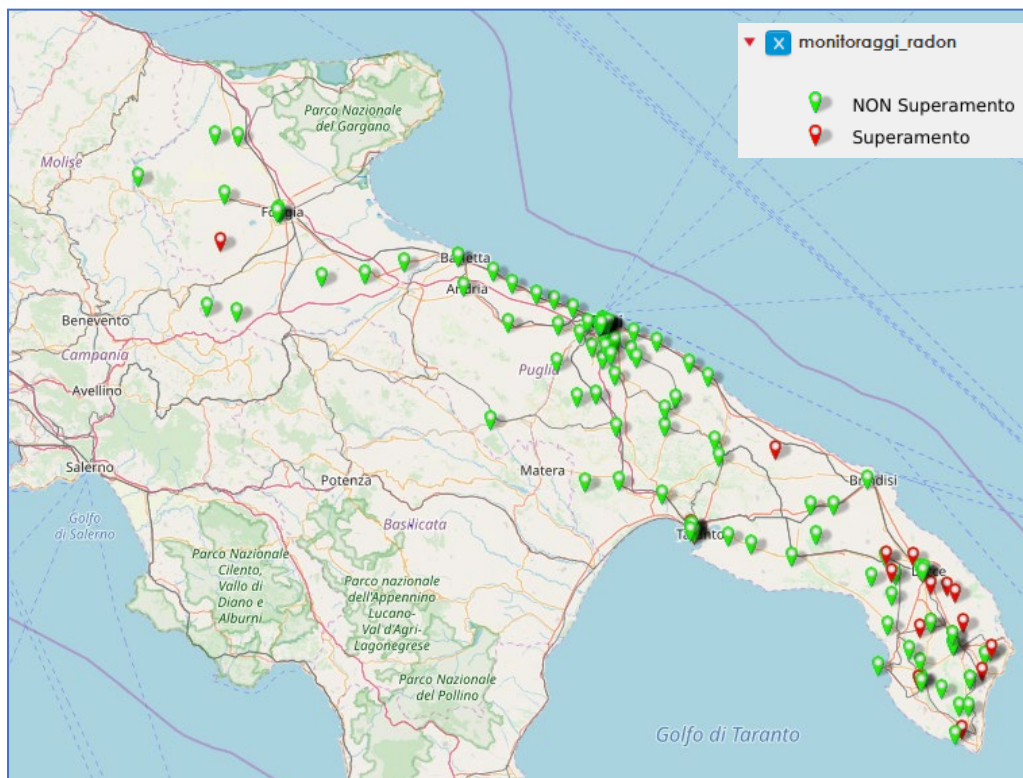 monitoraggi_radon
NON Superamento
Superamento
Parco Nazionale
del Gargano
Molise
Foggia
Barletta
Andria
Benevento
Campania
Avellino
Puglia
Salerno
Potenza
Matera
Brindisi
Golfo
di Salerno
Basilicata
Taranto
Parco Nazionale
Cilento,
Vallo di
Diano e
Alburni
Parco nazionale
dell'Appennino
Lucano-
Val d'Agri-
Lagonegrese
Lecce
Parco Nazionale
del Pollino
Golfo di Taranto